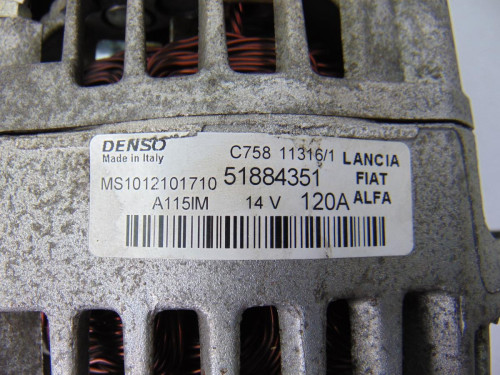 DENSO C758 11316/1 LANCIA
Made in Italy
MS1012101710 51884351 FIAT
A115IM 14 V 120A ALFA